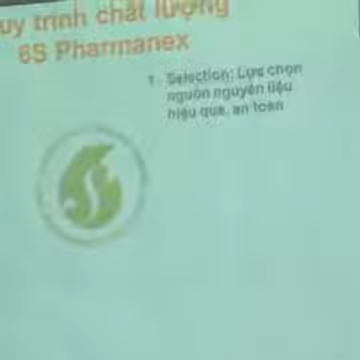 uy trình chất lượng
6S Pharmanex
1. Selection: Lựa chọn
nguồn nguyên liệu
hiệu quả, an toàn